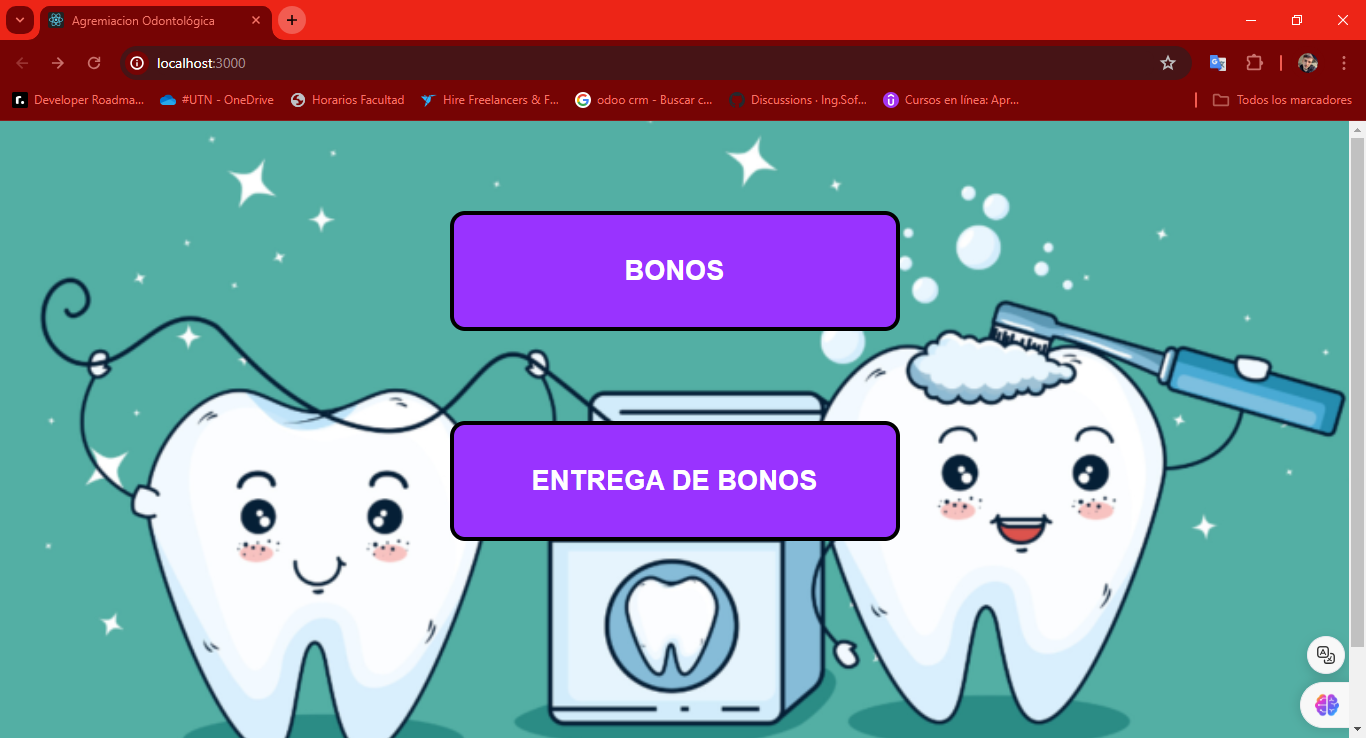 Agremiacion Odontológica
localhost:3000
Developer Roadma...
#UTN - OneDrive
Horarios Facultad
Hire Freelancers & F...
odoo crm - Buscar c...
Discussions · Ing.Sof...
Cursos en línea: Apr...
Todos los marcadores
BONOS
ENTREGA DE BONOS